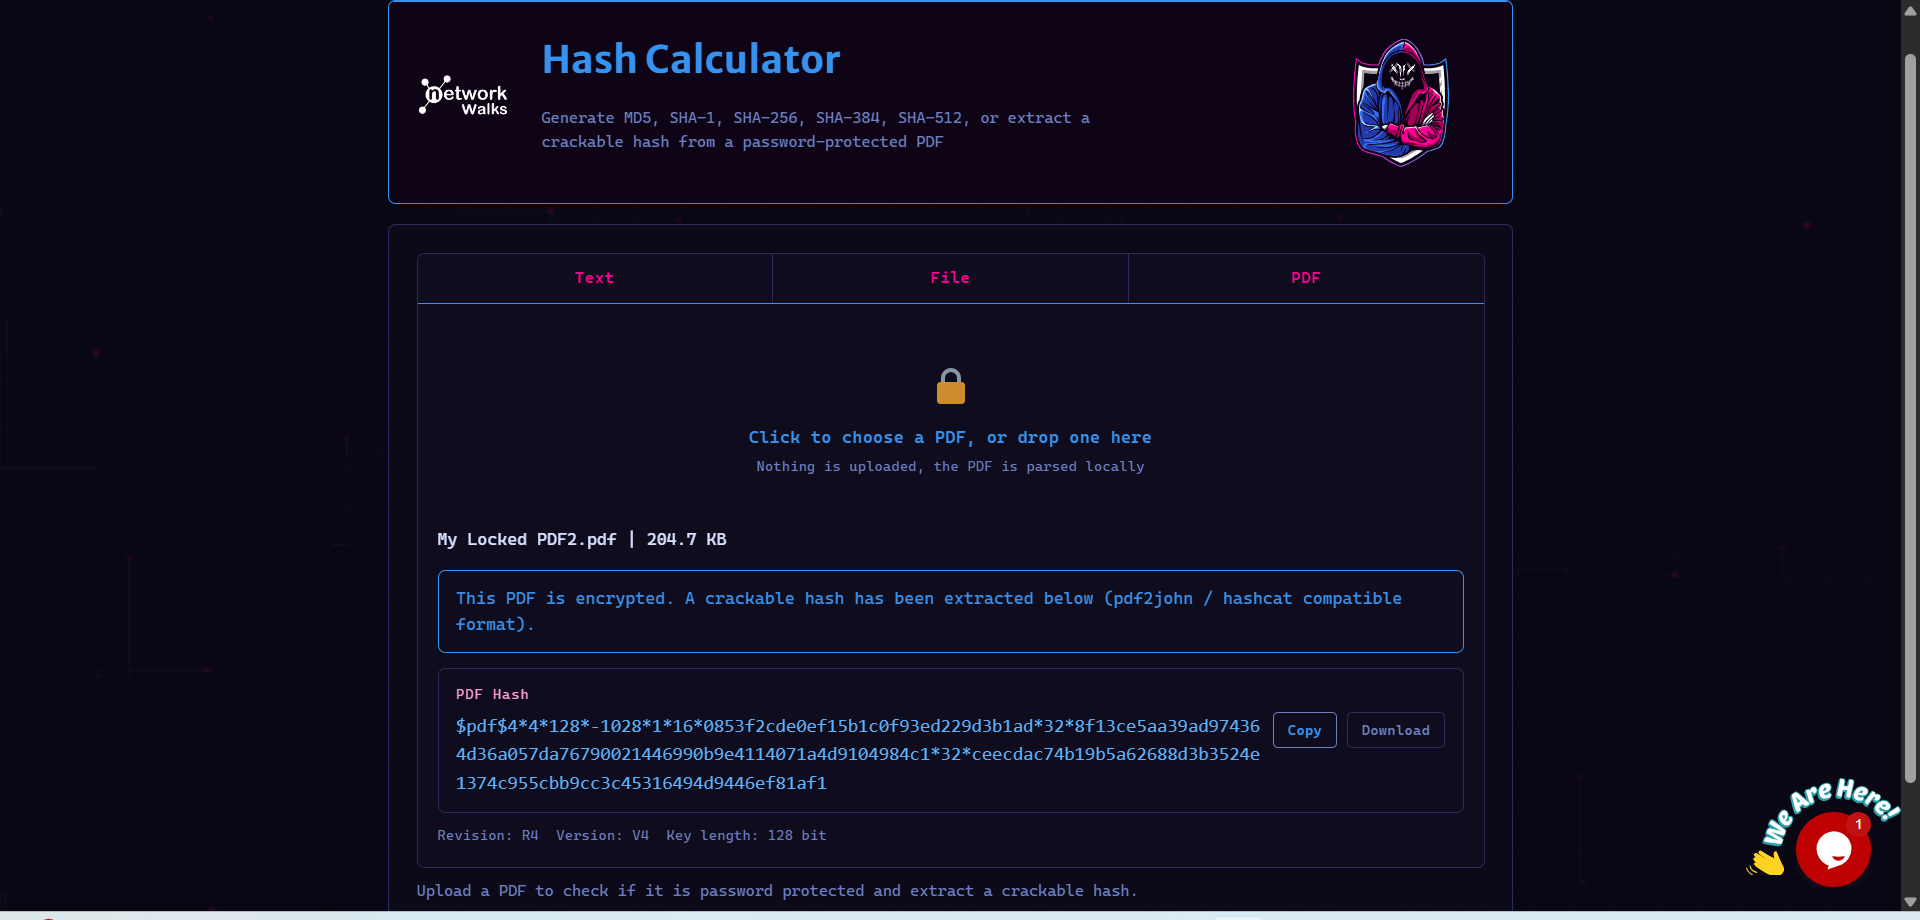 Hash Calculator
network
Walks
Generate MD5, SHA-1, SHA-256, SHA-384, SHA-512, or extract a
crackable hash from a password-protected PDF
Text
File
PDF
Click to choose a PDF, or drop one here
Nothing is uploaded, the PDF is parsed locally
My Locked PDF2.pdf | 204.7 KB
This PDF is encrypted. A crackable hash has been extracted below (pdf2john / hashcat compatible
format).
PDF Hash
$pdf$4*4*128*-1028*1*16*0853f2cde0ef15b1c0f93ed229d3b1ad*32*8f13ce5aa39ad97436
4d36a057da76790021446990b9e4114071a4d9104984c1*32*ceecdac74b19b5a62688d3b3524e
1374c955cbb9cc3c45316494d9446ef81af1
Copy
Download
Revision: R4 Version: V4 Key length: 128 bit
Upload a PDF to check if it is password protected and extract a crackable hash.
We Are Here!
1